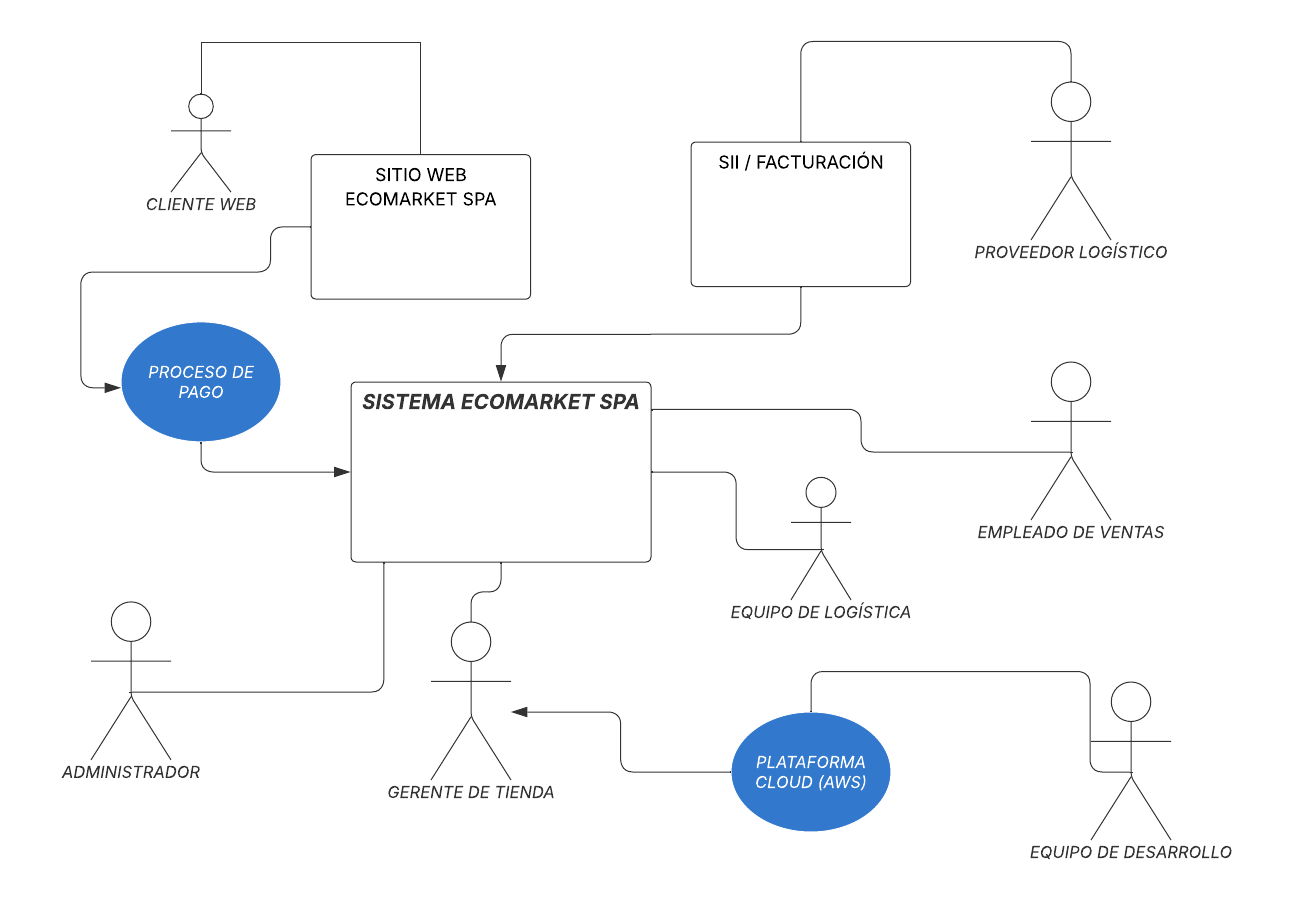 CLIENTE WEB
SITIO WEB
ECOMARKET SPA
SII / FACTURACIÓN
PROVEEDOR LOGÍSTICO
PROCESO DE
PAGO
SISTEMA ECOMARKET SPA
EMPLEADO DE VENTAS
EQUIPO DE LOGÍSTICA
ADMINISTRADOR
GERENTE DE TIENDA
PLATAFORMA
CLOUD (AWS)
EQUIPO DE DESARROLLO